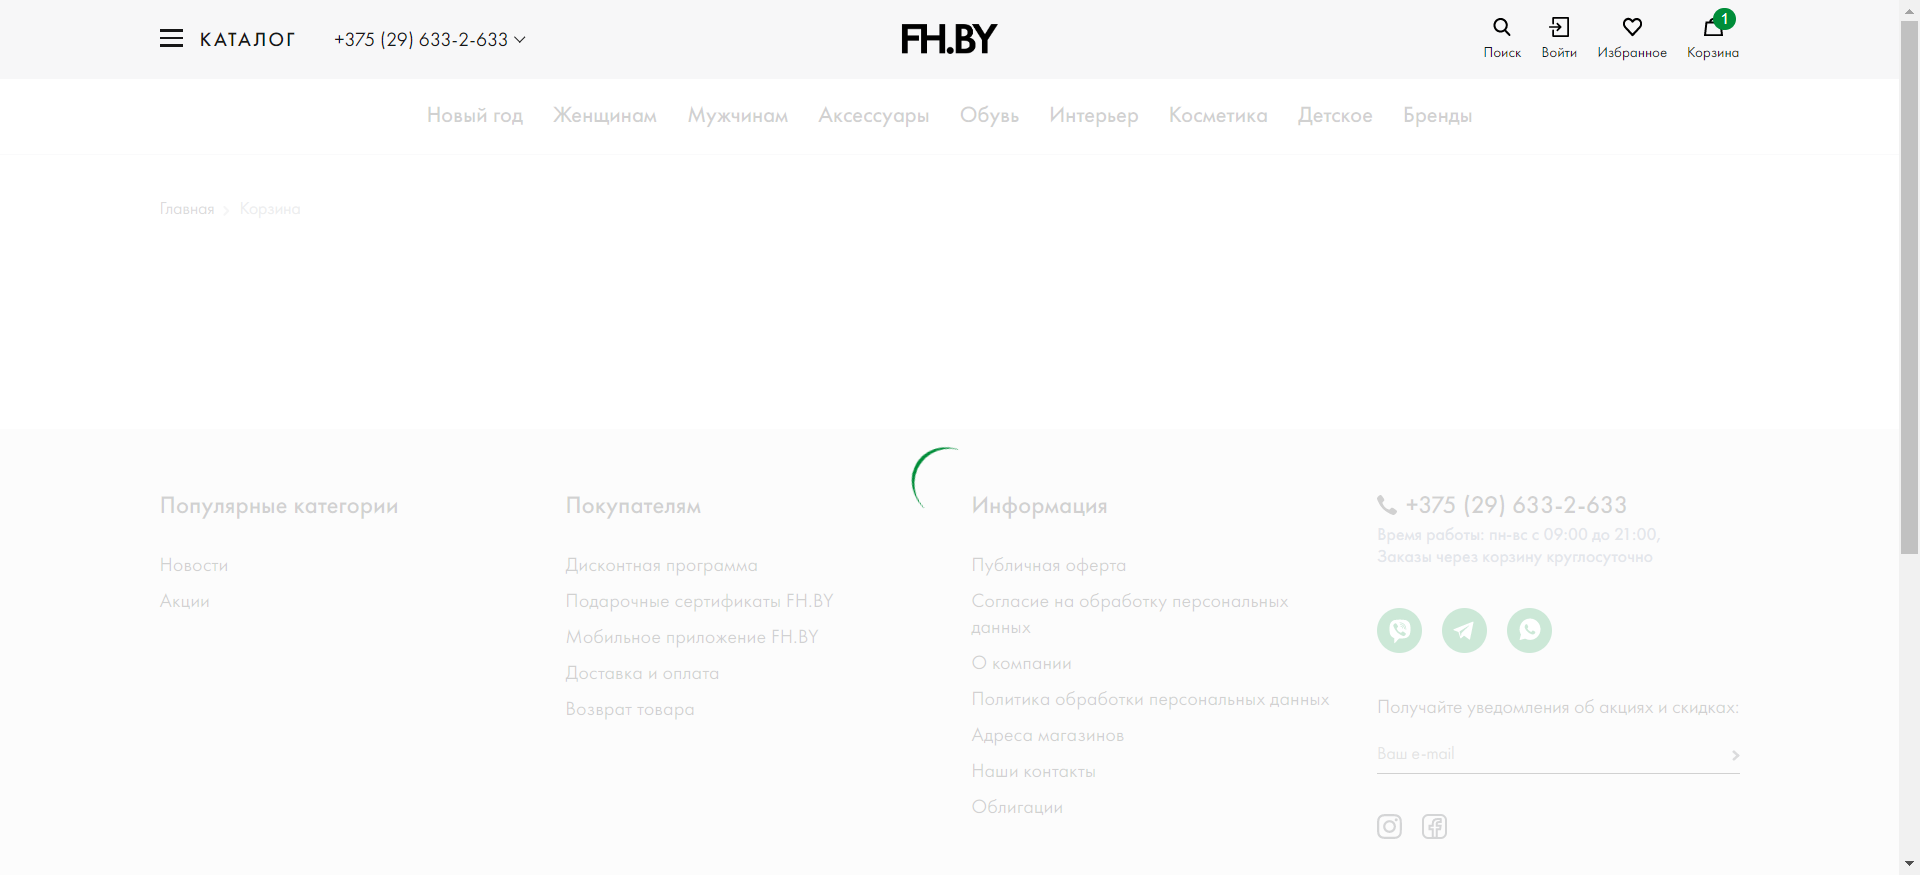 КАТАЛОГ
+375 (29) 633-2-633
FH.BY
Поиск
Войти
Избранное
1
Корзина
Новый год
Женщинам
Мужчинам
Аксессуары
Обувь
Интерьер
Косметика
Детское
Бренды
Главная
Корзина
Популярные категории
Новости
Акции
Покупателям
Дисконтная программа
Подарочные сертификаты FH.BY
Мобильное приложение FH.BY
Доставка и оплата
Возврат товара
Информация
Публичная оферта
Согласие на обработку персональных
данных
О компании
Политика обработки персональных данных
Адреса магазинов
Наши контакты
Облигации
+375 (29) 633-2-633
Время работы: пн-вс с 09:00 до 21:00,
Заказы через корзину круглосуточно
Получайте уведомления об акциях и скидках:
Ваш e-mail